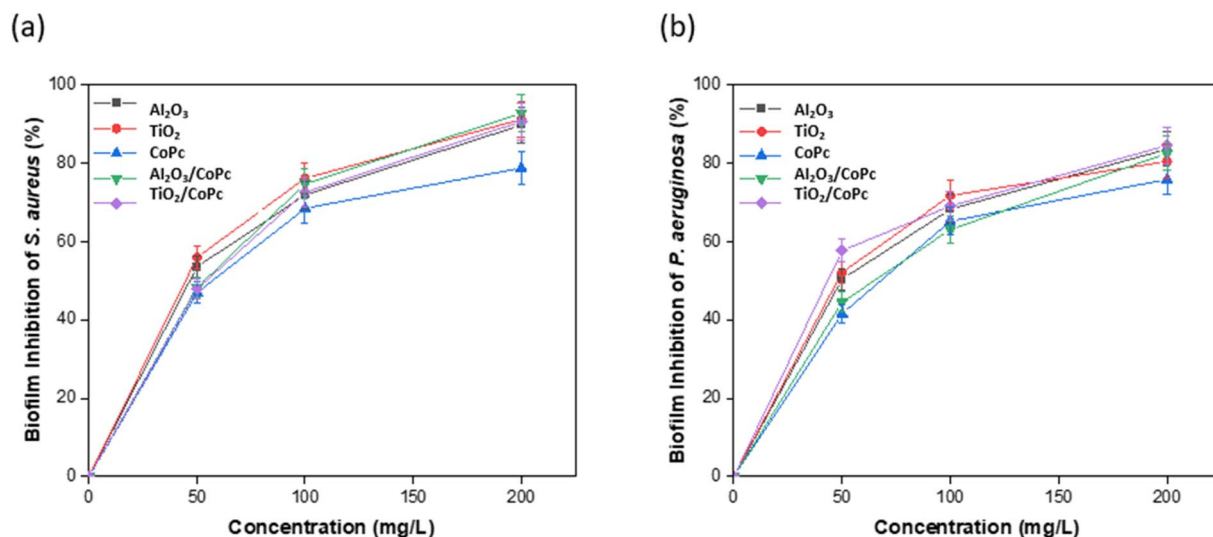 (a)
Biofilm Inhibition of S. aureus (%)
100
80
60
40
20
0
Al₂O₃
TiO₂
CoPc
Al₂O₃/CoPc
TiO₂/CoPc
0 50 100 150 200
Concentration (mg/L)
(b)
Biofilm Inhibition of P. aeruginosa (%)
100
80
60
40
20
0
Al₂O₃
TiO₂
CoPc
Al₂O₃/CoPc
TiO₂/CoPc
0 50 100 150 200
Concentration (mg/L)